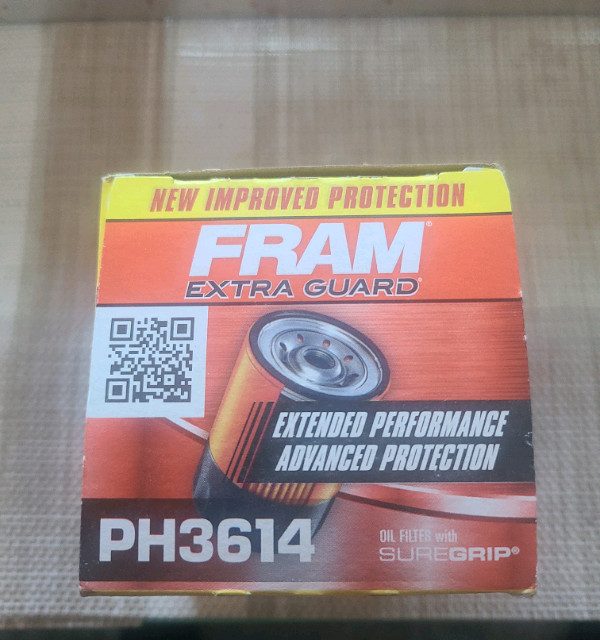 NEW IMPROVED PROTECTION
FRAM®
EXTRA GUARD®
EXTENDED PERFORMANCE
ADVANCED PROTECTION
PH3614
OIL FILTER with
SUREGRIP®